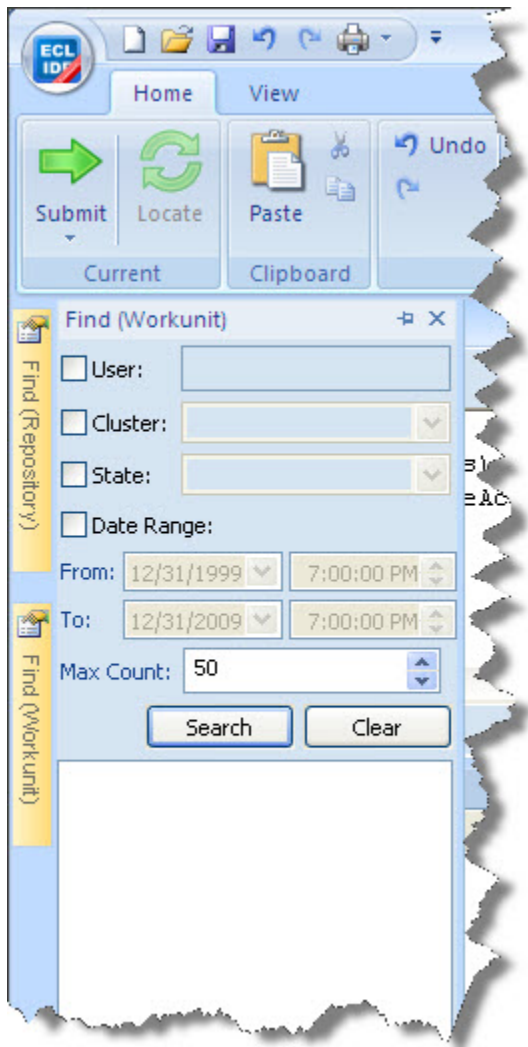 ECL
IDE
Home View
Undo
Submit Locate Paste
Current Clipboard
Find (Repository)
Find (Workunit)
Find (Workunit)
User:
Cluster:
State:
Date Range:
From: 12/31/1999 7:00:00 PM
To: 12/31/2009 7:00:00 PM
Max Count: 50
Search Clear